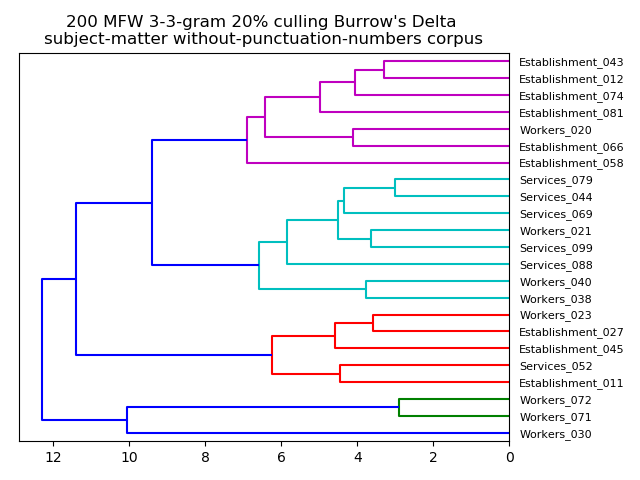 200 MFW 3-3-gram 20% culling Burrow's Delta
subject-matter without-punctuation-numbers corpus
Establishment_043
Establishment_012
Establishment_074
Establishment_081
Workers_020
Establishment_066
Establishment_058
Services_079
Services_044
Services_069
Workers_021
Services_099
Services_088
Workers_040
Workers_038
Workers_023
Establishment_027
Establishment_045
Services_052
Establishment_011
Workers_072
Workers_071
Workers_030
12 10 8 6 4 2 0